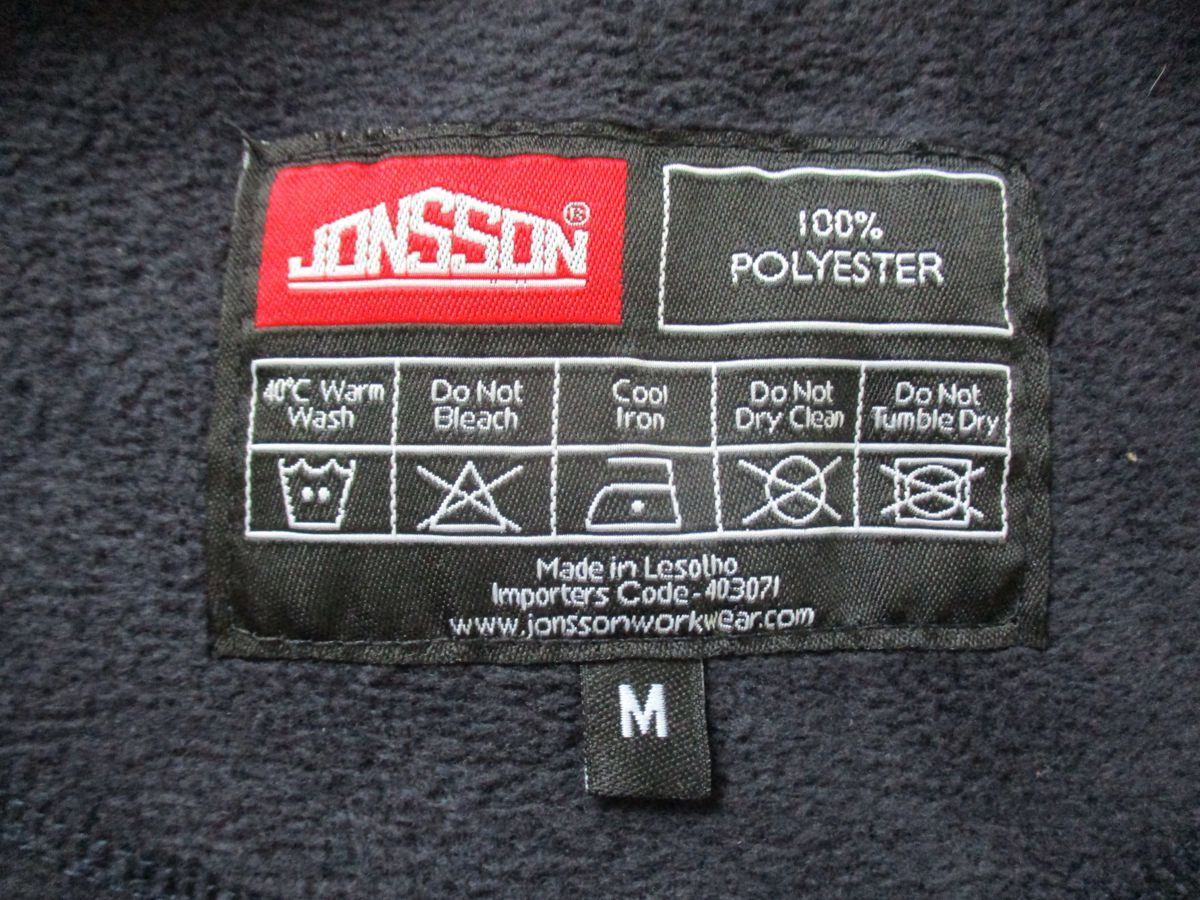 JONSSON®
100%
POLYESTER
40°C Warm
Wash
Do Not
Bleach
Cool
Iron
Do Not
Dry Clean
Do Not
Tumble Dry
Made in Lesotho
Importers Code-403071
www.jonssonworkwear.com
M